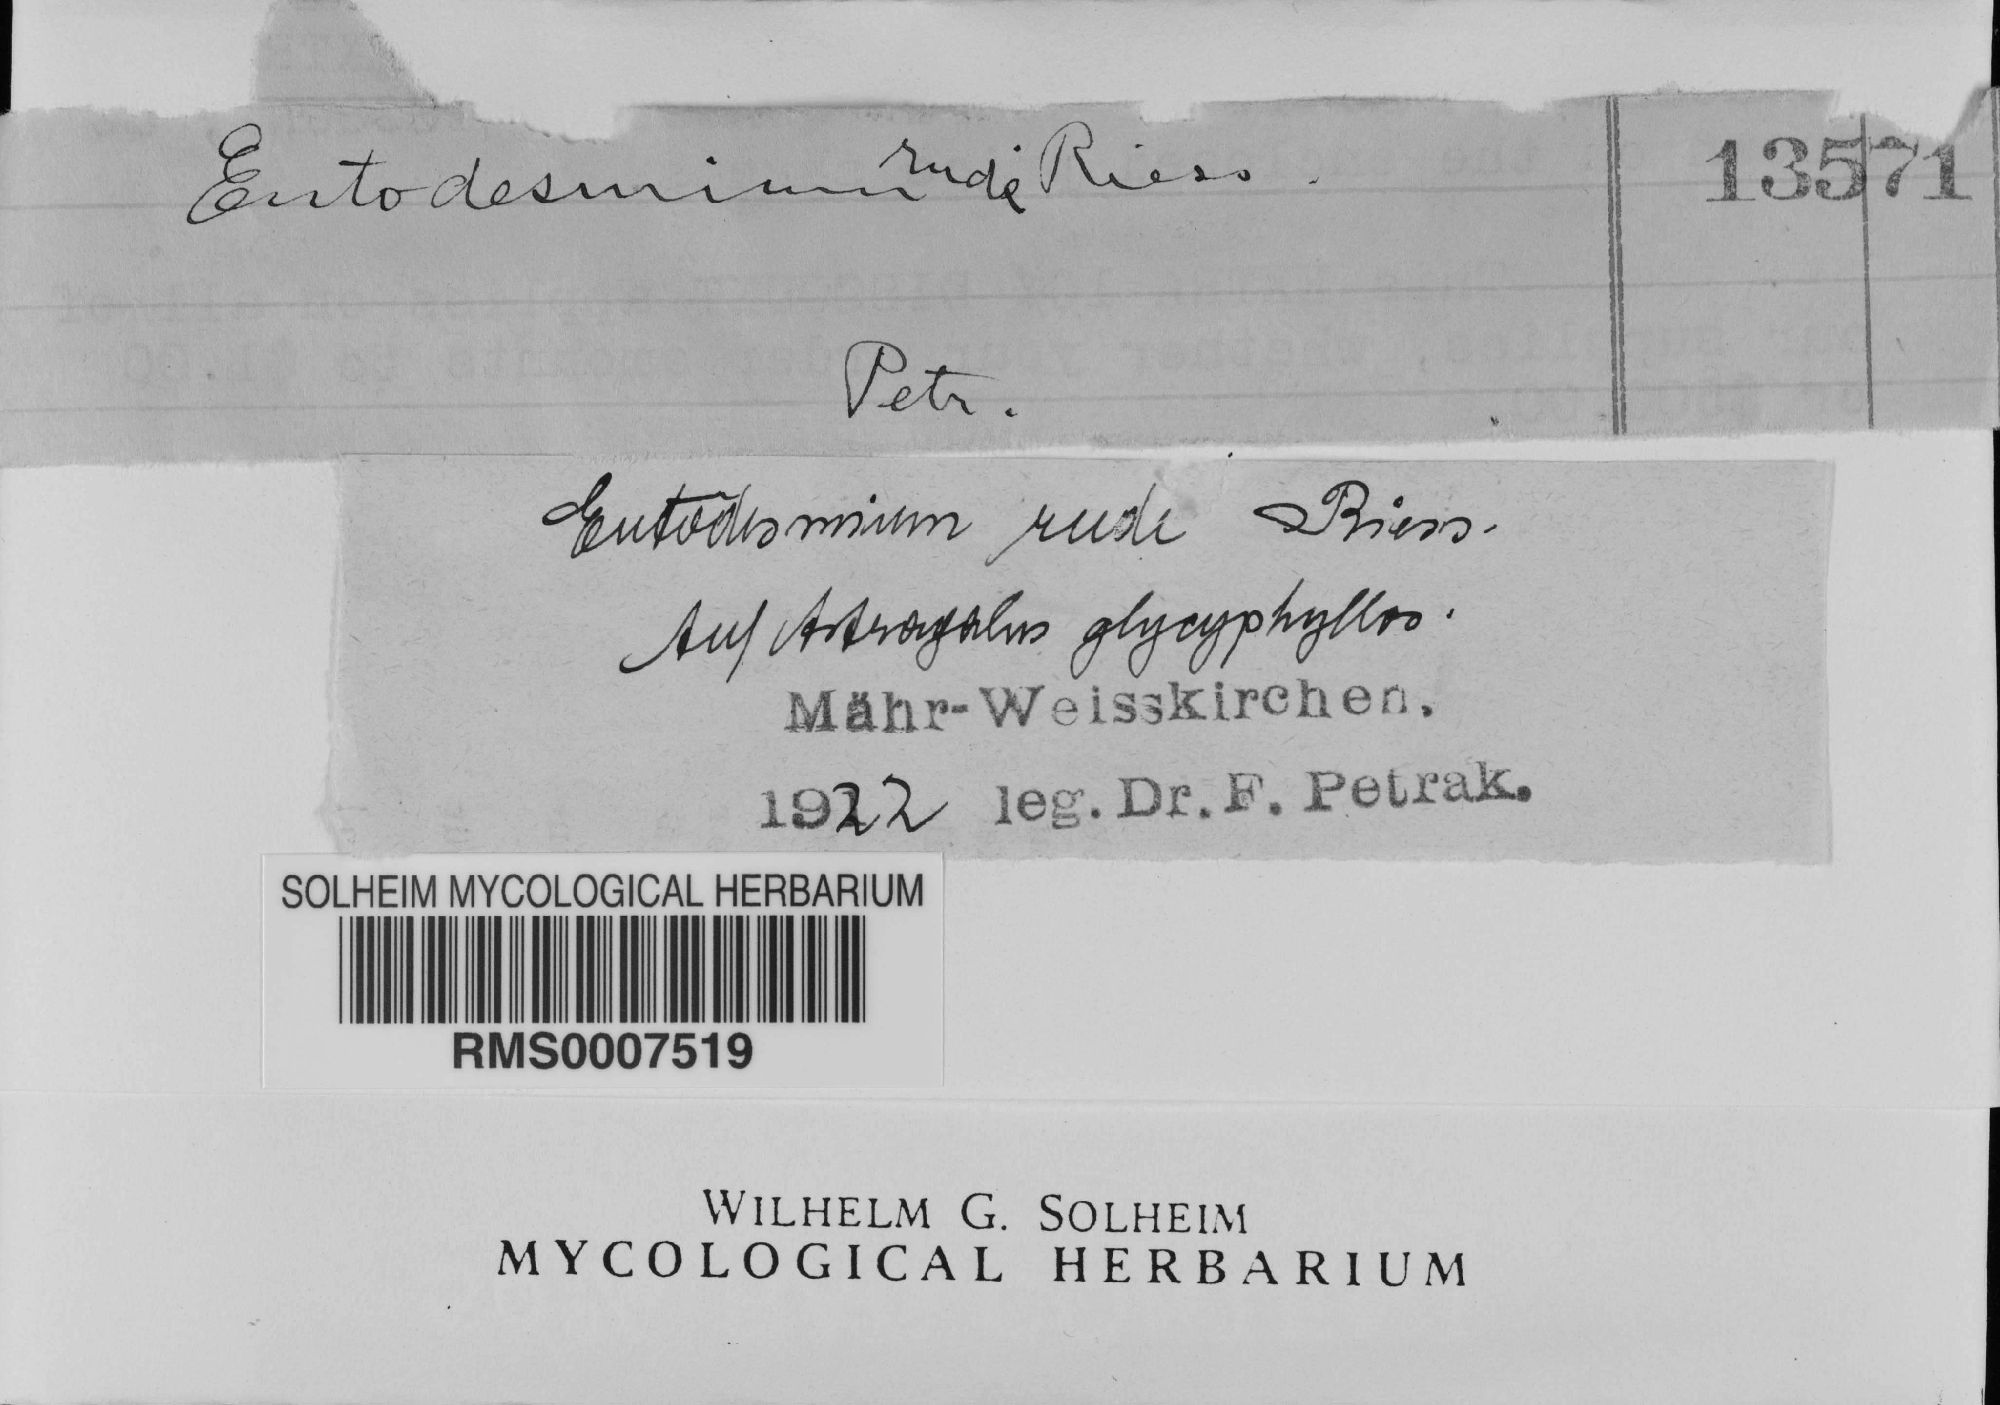 Entodesmium rude Riess. 13571
Petr.
Entodesmium rude Riess.
Auf Astragalus glycyphyllos.
Mähr-Weisskirchen.
1922 leg. Dr. F. Petrak.
SOLHEIM MYCOLOGICAL HERBARIUM
RMS0007519
WILHELM G. SOLHEIM
MYCOLOGICAL HERBARIUM